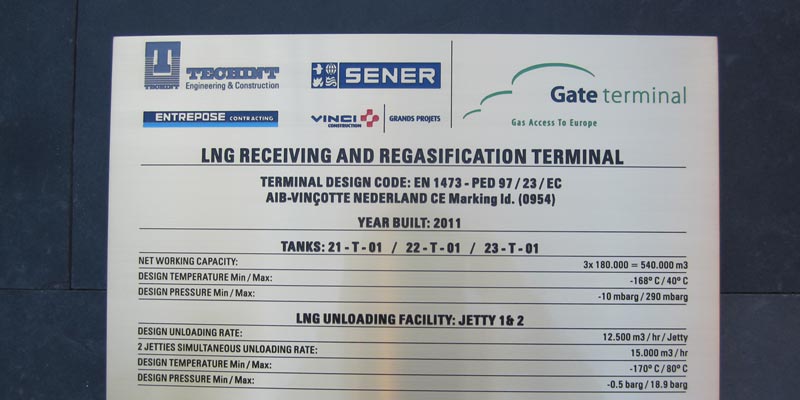 T
TECHINT
TECHINT
Engineering & Construction
SENER
Gate terminal
Gas Access To Europe
ENTREPOSE CONTRACTING
VINCI
CONSTRUCTION
GRANDS PROJETS
LNG RECEIVING AND REGASIFICATION TERMINAL
TERMINAL DESIGN CODE: EN 1473 - PED 97 / 23 / EC
AIB-VINÇOTTE NEDERLAND CE Marking Id. (0954)
YEAR BUILT: 2011
TANKS: 21 - T - 01 / 22 - T - 01 / 23 - T - 01
NET WORKING CAPACITY: 3x 180.000 = 540.000 m3
DESIGN TEMPERATURE Min / Max: -168º C / 40º C
DESIGN PRESSURE Min / Max: -10 mbarg / 290 mbarg
LNG UNLOADING FACILITY: JETTY 1 & 2
DESIGN UNLOADING RATE: 12.500 m3 / hr / Jetty
2 JETTIES SIMULTANEOUS UNLOADING RATE: 15.000 m3 / hr
DESIGN TEMPERATURE Min / Max: -170º C / 80º C
DESIGN PRESSURE Min / Max: -0.5 barg / 18.9 barg